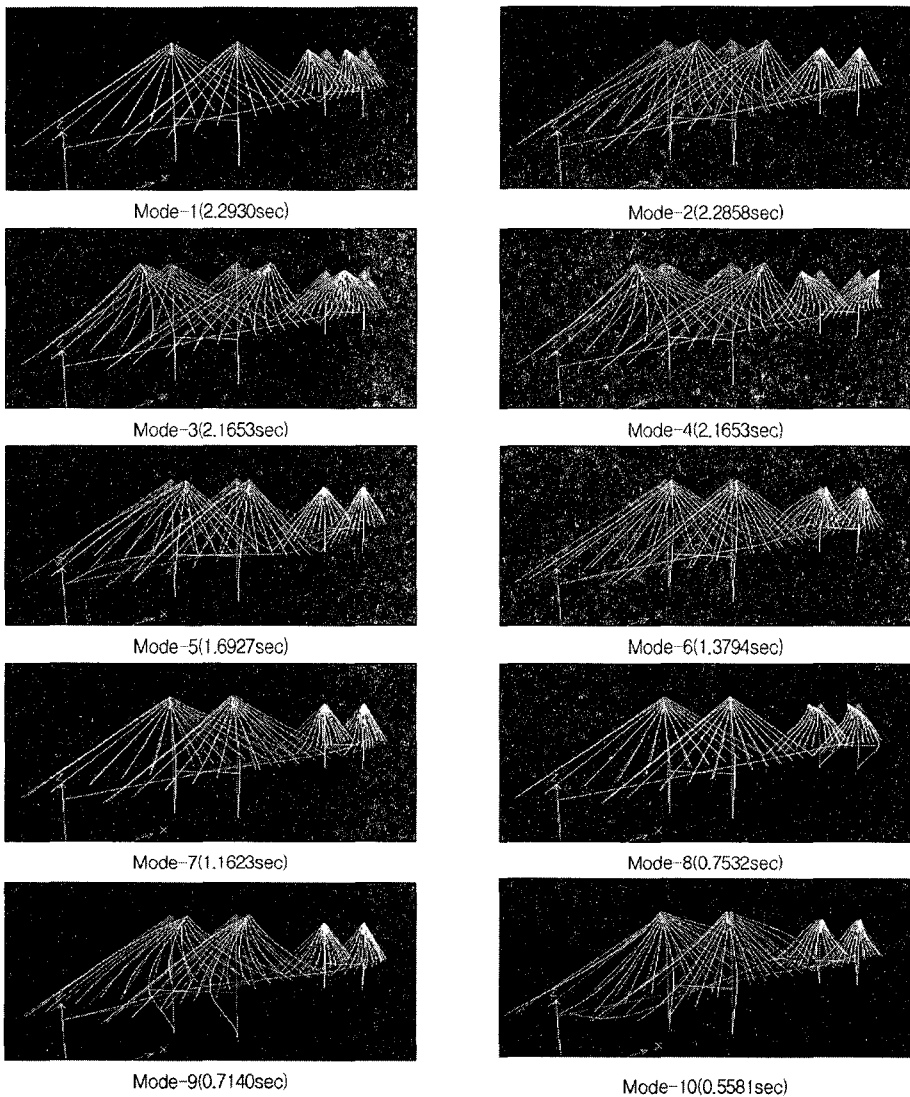 Mode-1(2.2930sec)
Mode-2(2.2858sec)
Mode-3(2.1653sec)
Mode-4(2.1653sec)
Mode-5(1.6927sec)
Mode-6(1.3794sec)
Mode-7(1.1623sec)
Mode-8(0.7532sec)
Mode-9(0.7140sec)
Mode-10(0.5581sec)